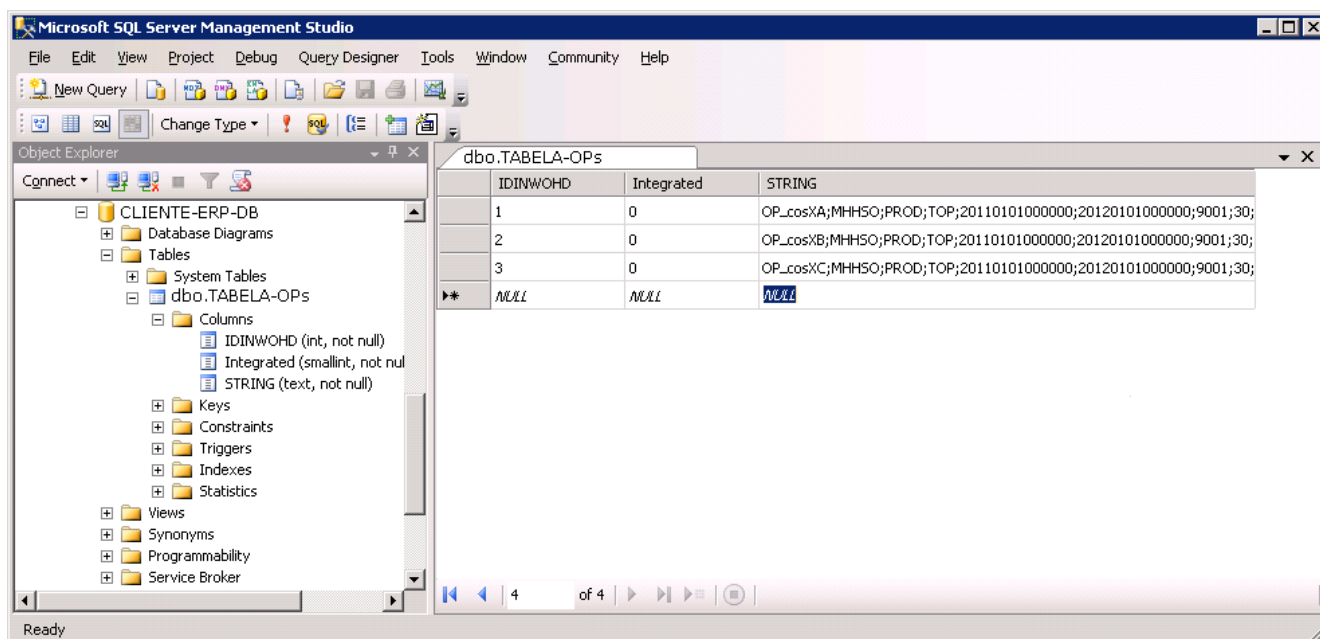 Microsoft SQL Server Management Studio
File Edit View Project Debug Query Designer Tools Window Community Help
New Query
SQL Change Type
Object Explorer
Connect
CLIENTE-ERP-DB
Database Diagrams
Tables
System Tables
dbo.TABELA-OPs
Columns
IDINWOHD (int, not null)
Integrated (smallint, not nul
STRING (text, not null)
Keys
Constraints
Triggers
Indexes
Statistics
Views
Synonyms
Programmability
Service Broker
dbo.TABELA-OPs
IDINWOHD Integrated STRING
1 0 OP_cosXA;MHHSO;PROD;TOP;20110101000000;20120101000000;9001;30;
2 0 OP_cosXB;MHHSO;PROD;TOP;20110101000000;20120101000000;9001;30;
3 0 OP_cosXC;MHHSO;PROD;TOP;20110101000000;20120101000000;9001;30;
NULL NULL NULL
4 of 4
Ready